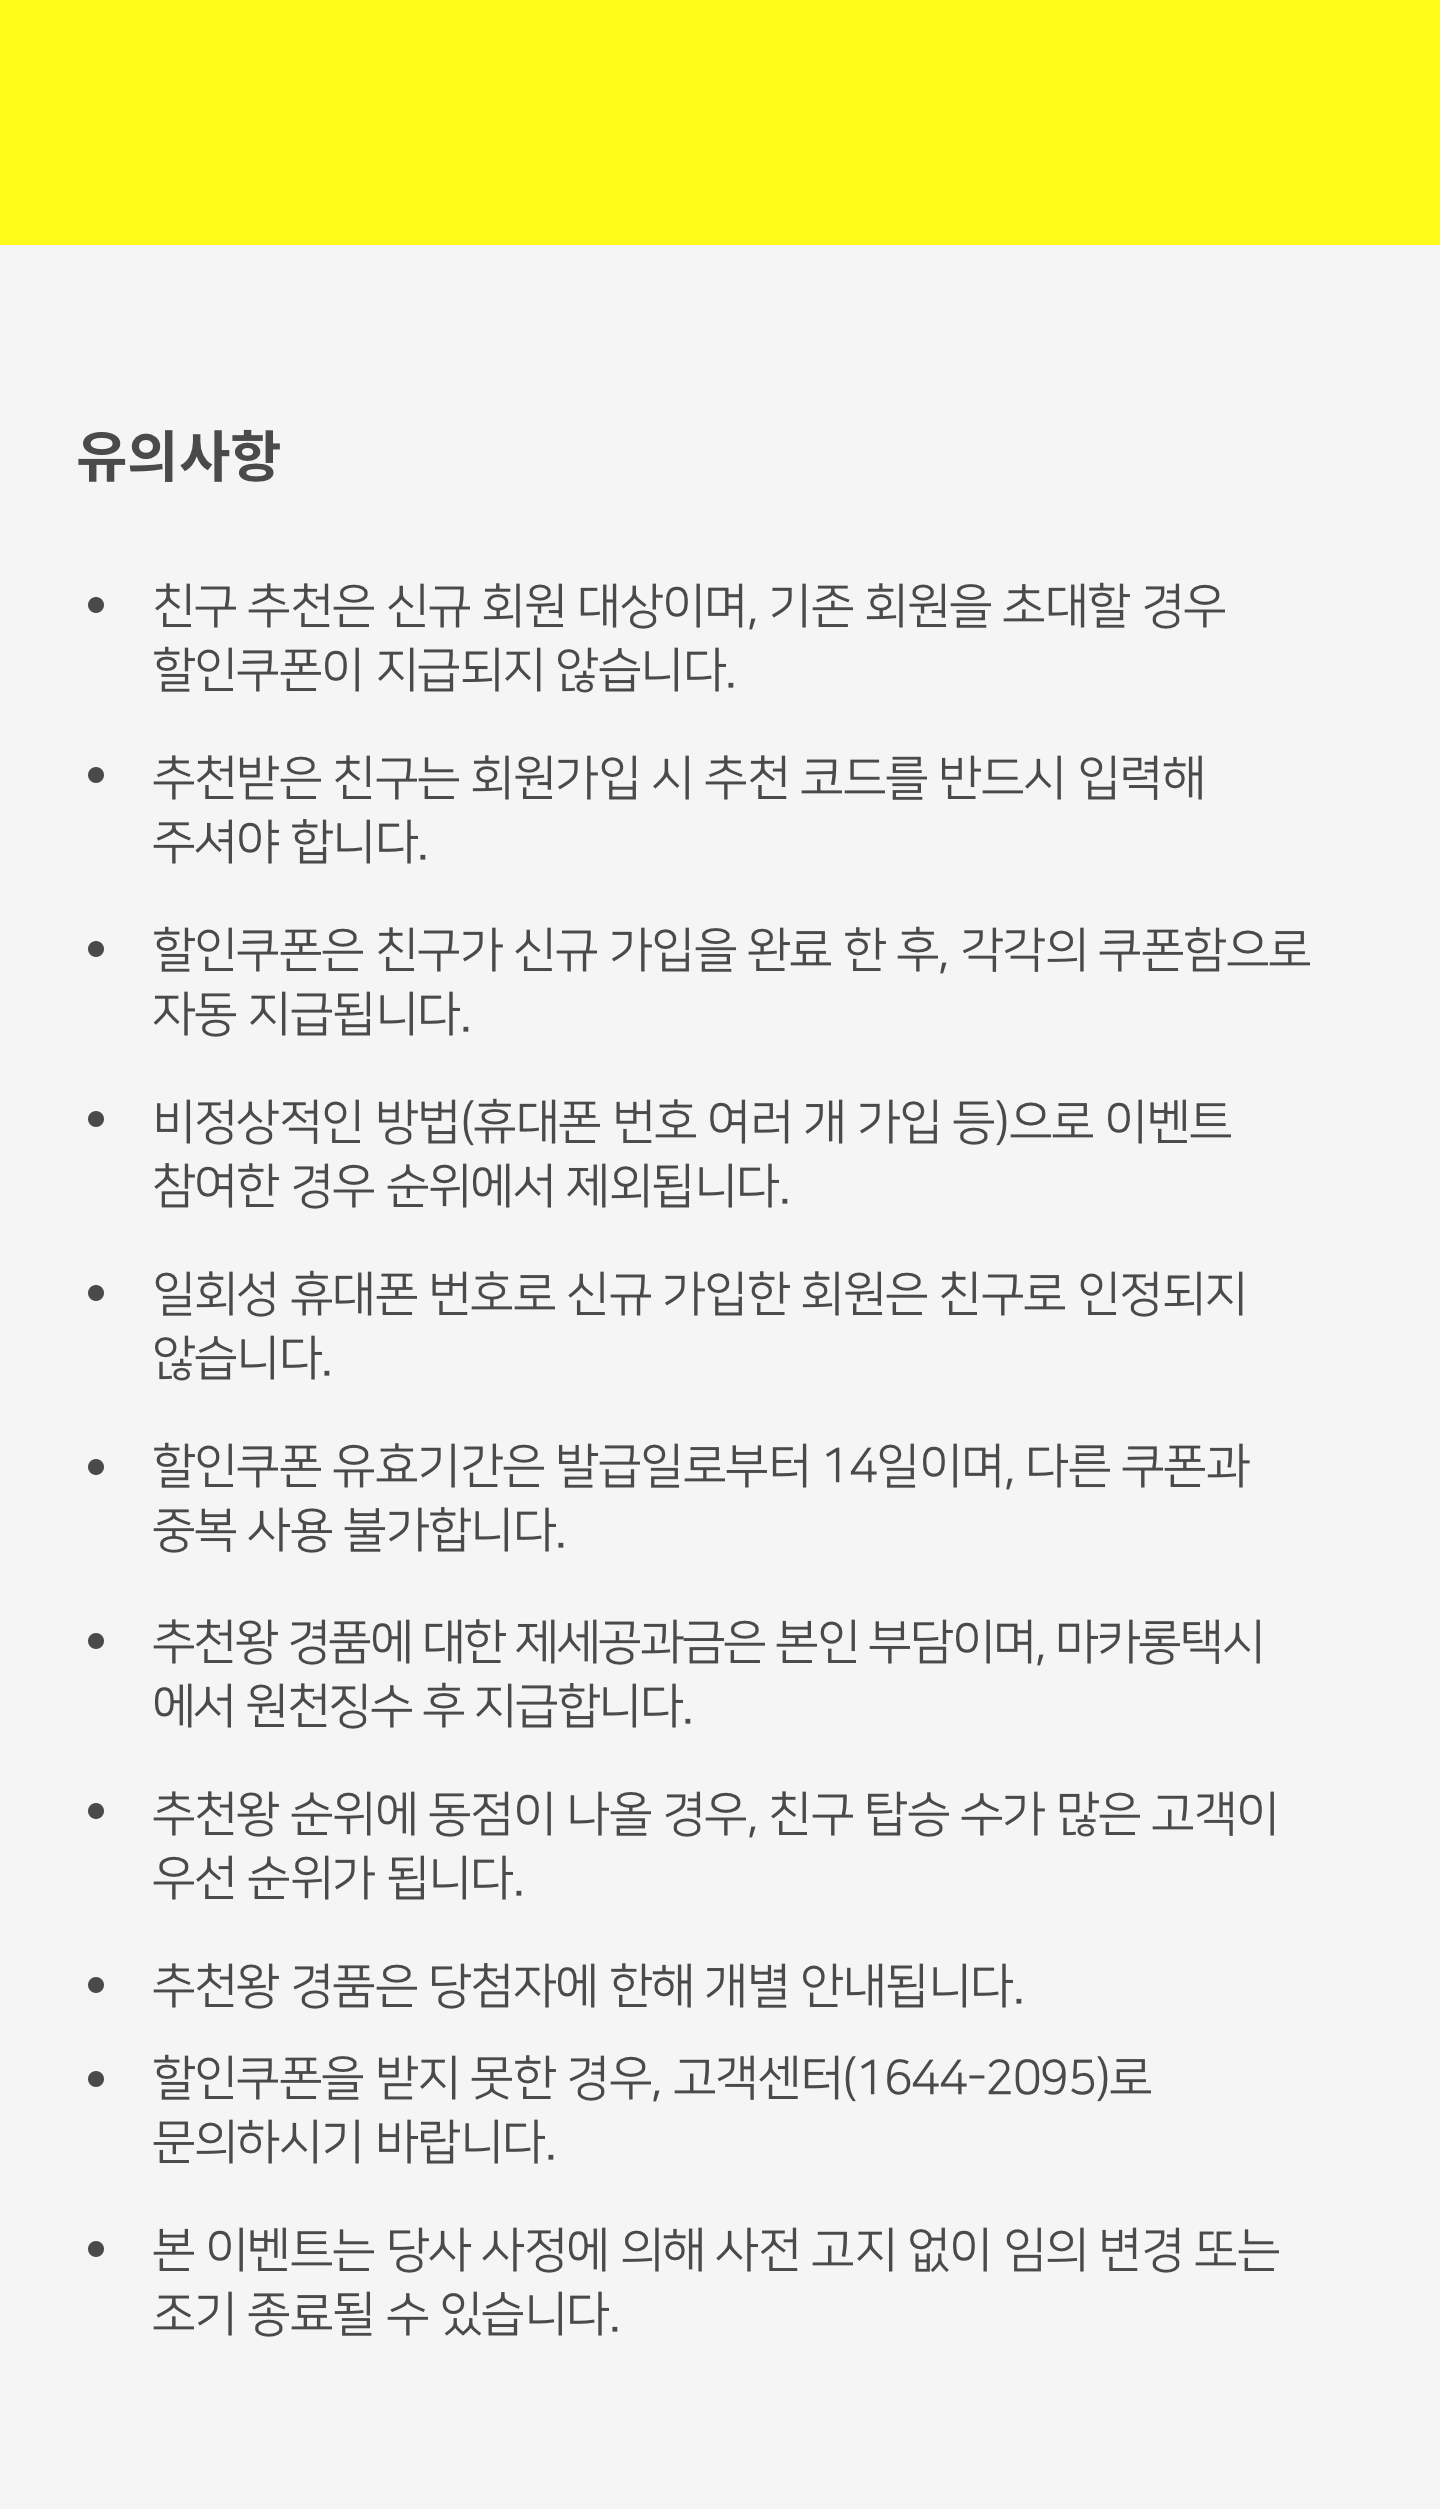 유의사항
• 친구 추천은 신규 회원 대상이며, 기존 회원을 초대할 경우
할인쿠폰이 지급되지 않습니다.
• 추천받은 친구는 회원가입 시 추천 코드를 반드시 입력해
주셔야 합니다.
• 할인쿠폰은 친구가 신규 가입을 완료 한 후, 각각의 쿠폰함으로
자동 지급됩니다.
• 비정상적인 방법(휴대폰 번호 여러 개 가입 등)으로 이벤트
참여한 경우 순위에서 제외됩니다.
• 일회성 휴대폰 번호로 신규 가입한 회원은 친구로 인정되지
않습니다.
• 할인쿠폰 유효기간은 발급일로부터 14일이며, 다른 쿠폰과
중복 사용 불가합니다.
• 추천왕 경품에 대한 제세공과금은 본인 부담이며, 마카롱택시
에서 원천징수 후 지급합니다.
• 추천왕 순위에 동점이 나올 경우, 친구 탑승 수가 많은 고객이
우선 순위가 됩니다.
• 추천왕 경품은 당첨자에 한해 개별 안내됩니다.
• 할인쿠폰을 받지 못한 경우, 고객센터(1644-2095)로
문의하시기 바랍니다.
• 본 이벤트는 당사 사정에 의해 사전 고지 없이 임의 변경 또는
조기 종료될 수 있습니다.